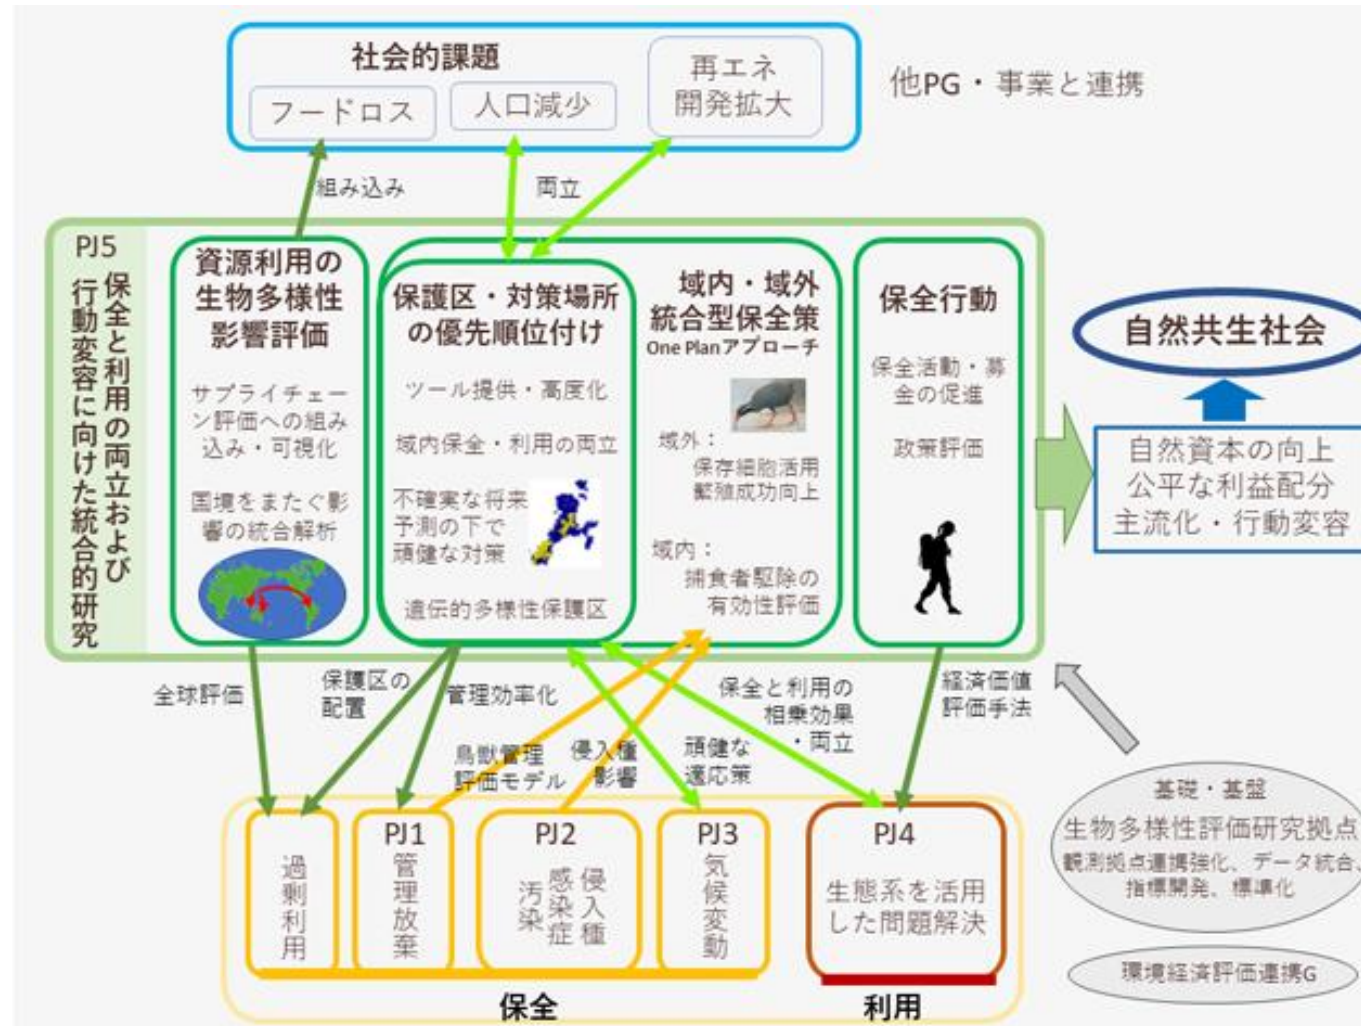 社会的課題
フードロス
人口減少
再エネ
開発拡大
他PG・事業と連携
組み込み
両立
PJ5
保全と利用の両立および
行動変容に向けた統合的研究
資源利用の
生物多様性
影響評価
サプライチェー
ン評価への組み
込み・可視化
国境をまたぐ影
響の統合解析
保護区・対策場所
の優先順位付け
ツール提供・高度化
域内保全・利用の両立
不確実な将来
予測の下で
頑健な対策
遺伝的多様性保護区
域内・域外
統合型保全策
One Planアプローチ
域外：
保存細胞活用
繁殖成功向上
域内：
捕食者駆除の
有効性評価
保全行動
保全活動・募
金の促進
政策評価
自然共生社会
自然資本の向上
公平な利益配分
主流化・行動変容
全球評価
保護区の
配置
管理効率化
鳥獣管理
評価モデル
侵入種
影響
頑健な
適応策
保全と利用の
相乗効果
・両立
経済価値
評価手法
過剰利用
PJ1
管理放棄
PJ2
侵入種
感染症
汚染
PJ3
気候変動
PJ4
生態系を活用
した問題解決
保全
利用
基礎・基盤
生物多様性評価研究拠点
観測拠点連携強化、データ統合、
指標開発、標準化
環境経済評価連携G